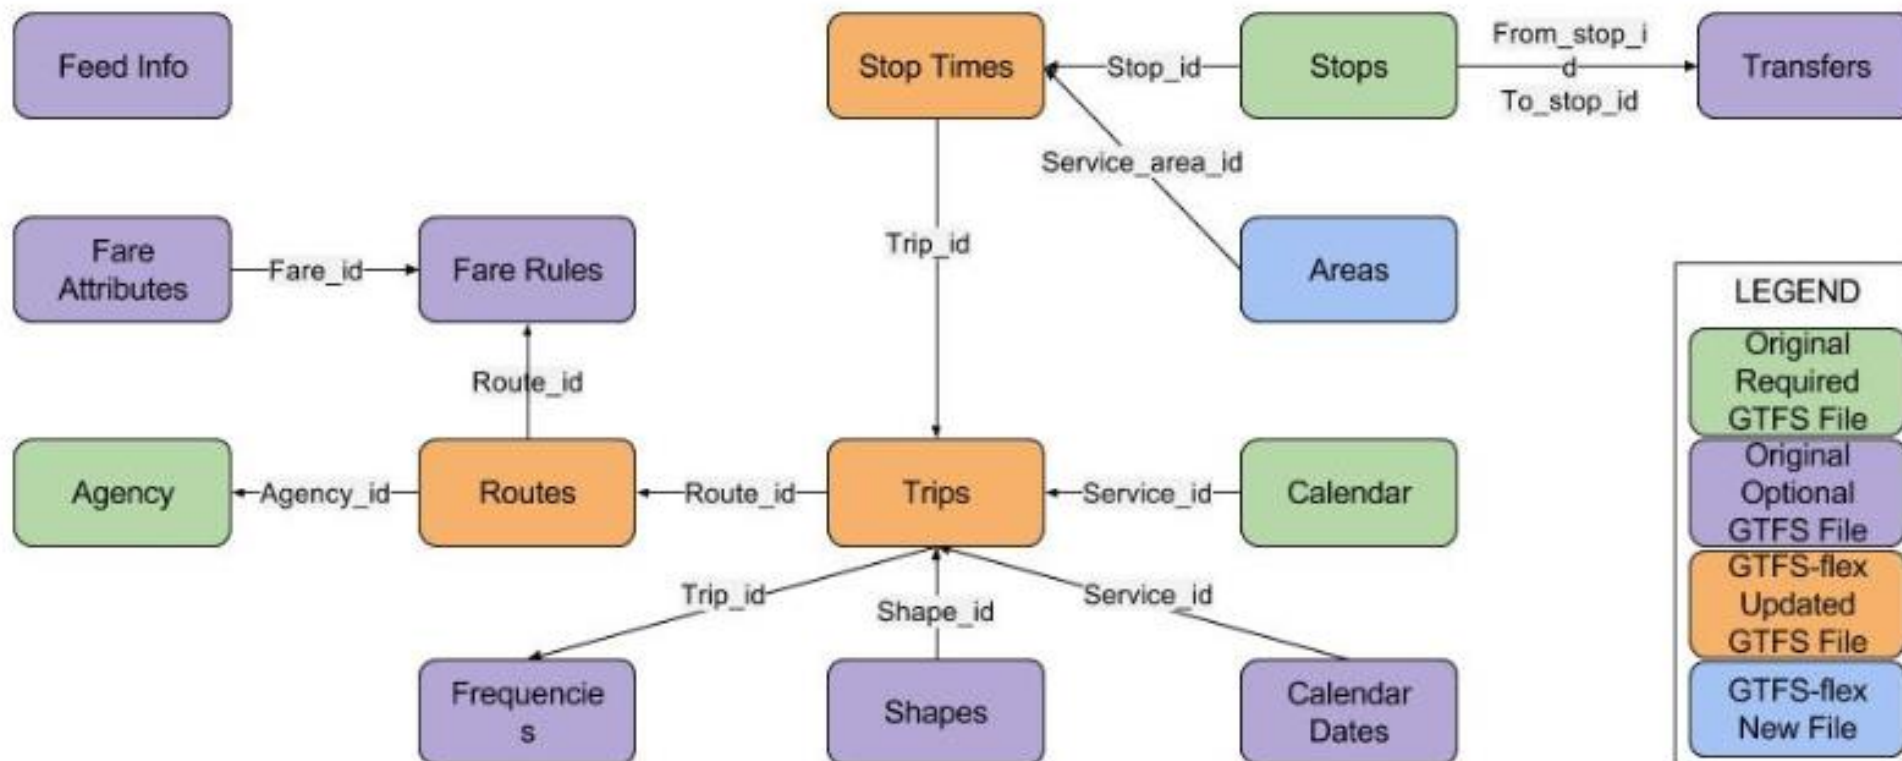 Feed Info
Stop Times
Stop_id
Stops
From_stop_i
d
To_stop_id
Transfers
Service_area_id
Fare
Attributes
Fare_id
Fare Rules
Trip_id
Areas
Route_id
Agency
Agency_id
Routes
Route_id
Trips
Service_id
Calendar
Trip_id
Shape_id
Service_id
Frequencie
s
Shapes
Calendar
Dates
LEGEND
Original
Required
GTFS File
Original
Optional
GTFS File
GTFS-flex
Updated
GTFS File
GTFS-flex
New File